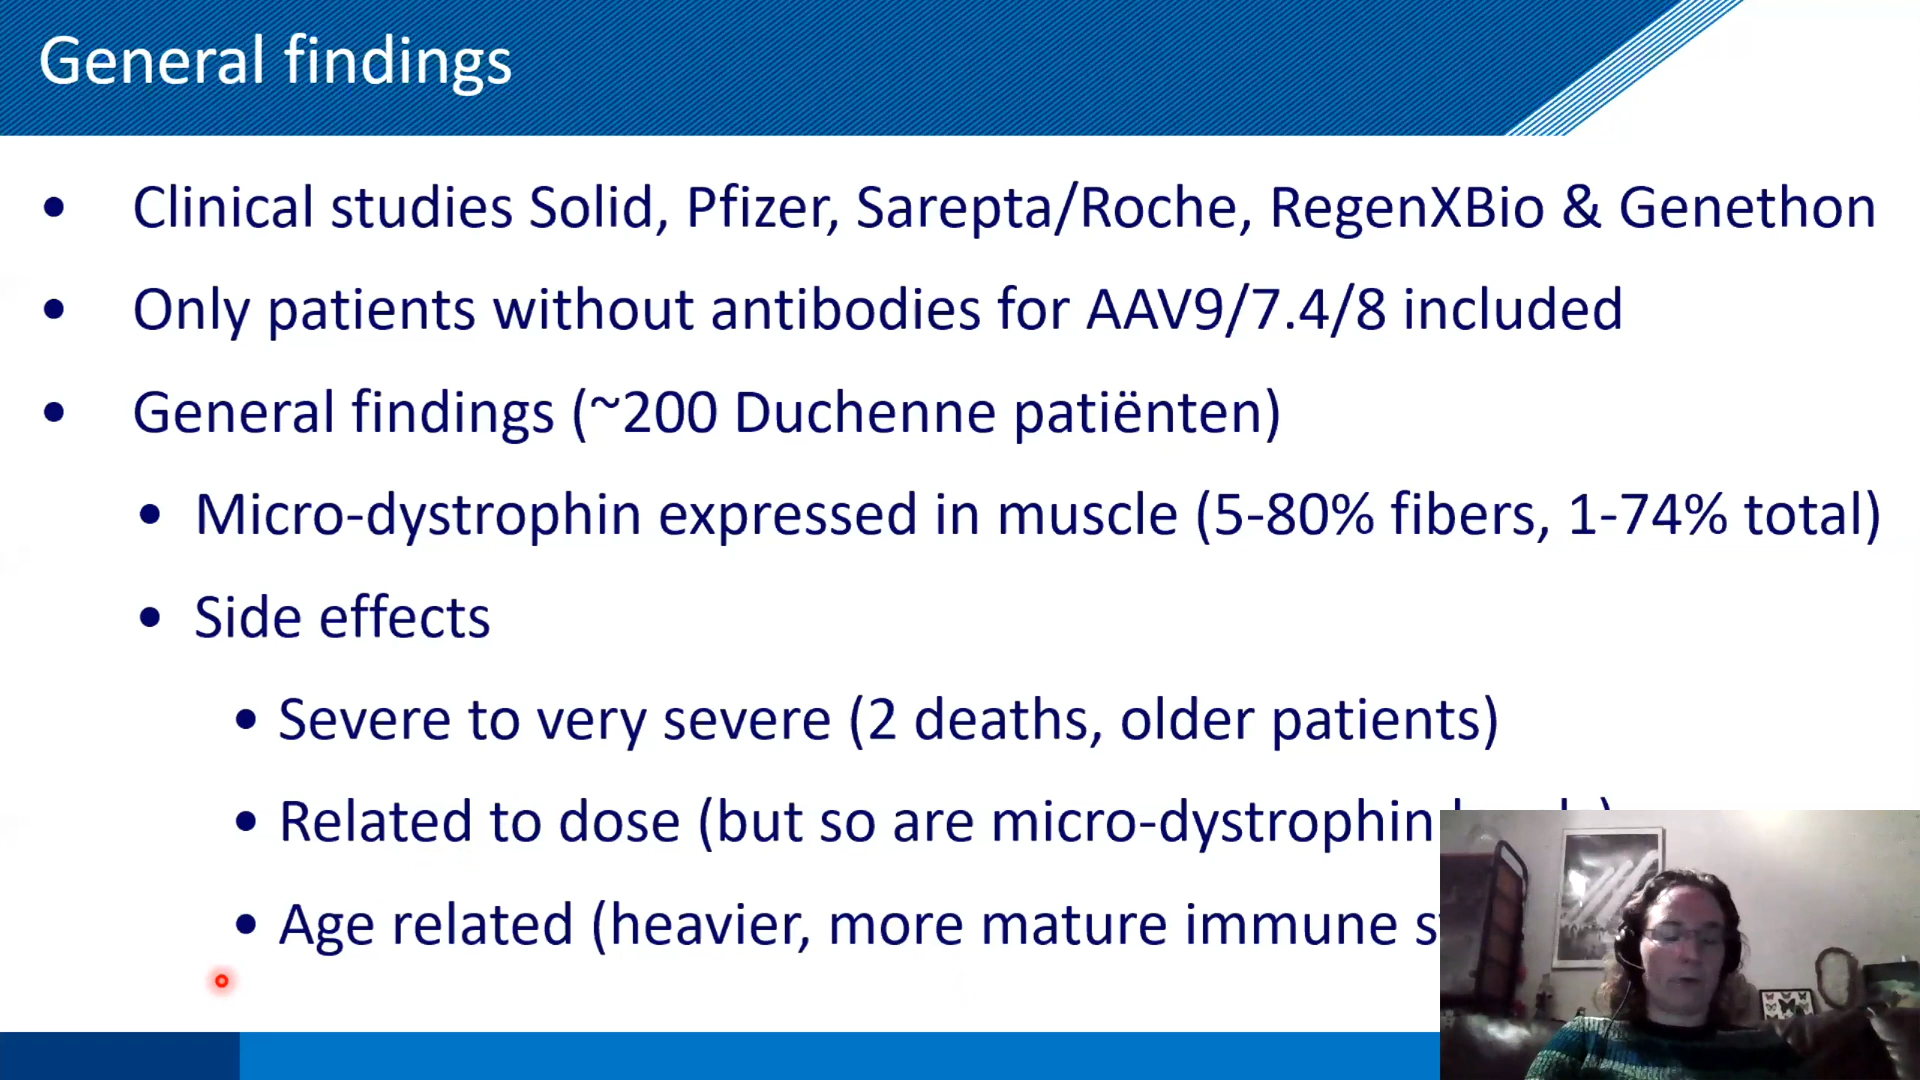 General findings
• Clinical studies Solid, Pfizer, Sarepta/Roche, RegenXBio & Genethon
• Only patients without antibodies for AAV9/7.4/8 included
• General findings (~200 Duchenne patiënten)
• Micro-dystrophin expressed in muscle (5-80% fibers, 1-74% total)
• Side effects
• Severe to very severe (2 deaths, older patients)
• Related to dose (but so are micro-dystrophin
• Age related (heavier, more mature immune